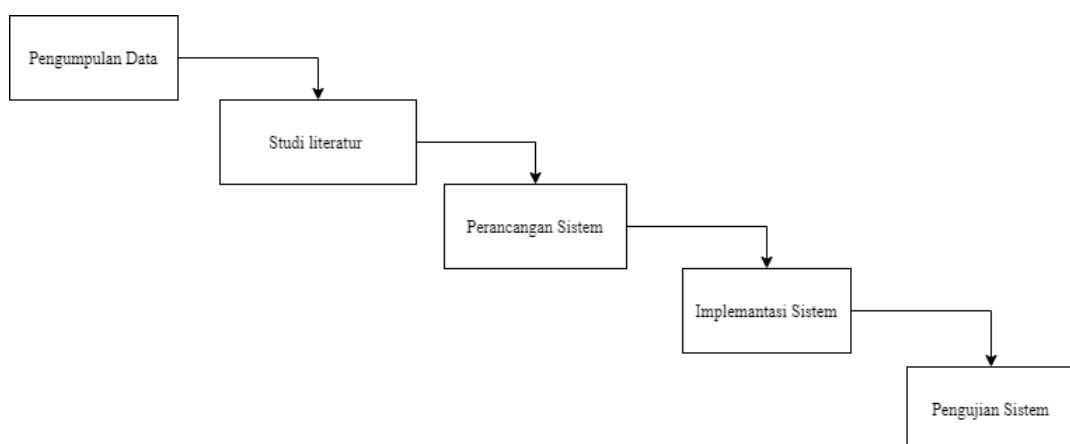 Pengumpulan Data
Studi literatur
Perancangan Sistem
Implemantasi Sistem
Pengujian Sistem